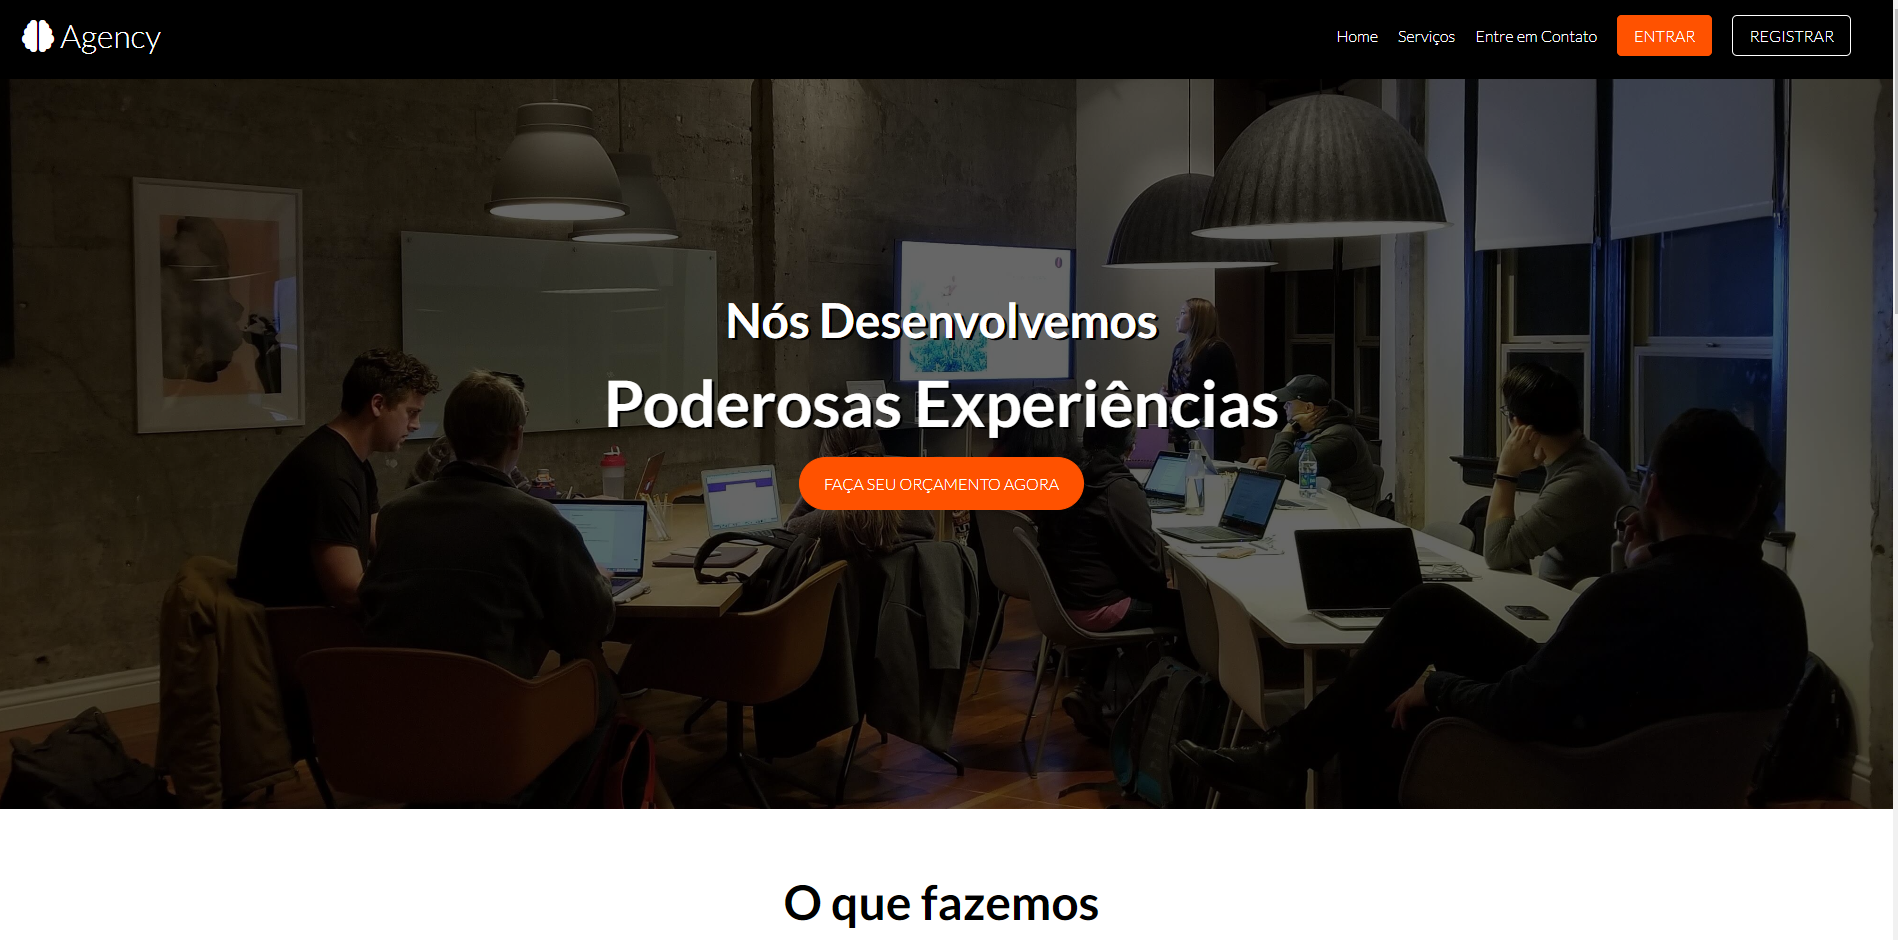 Agency
Home Serviços Entre em Contato ENTRAR REGISTRAR
Nós Desenvolvemos
Poderosas Experiências
FAÇA SEU ORÇAMENTO AGORA
O que fazemos